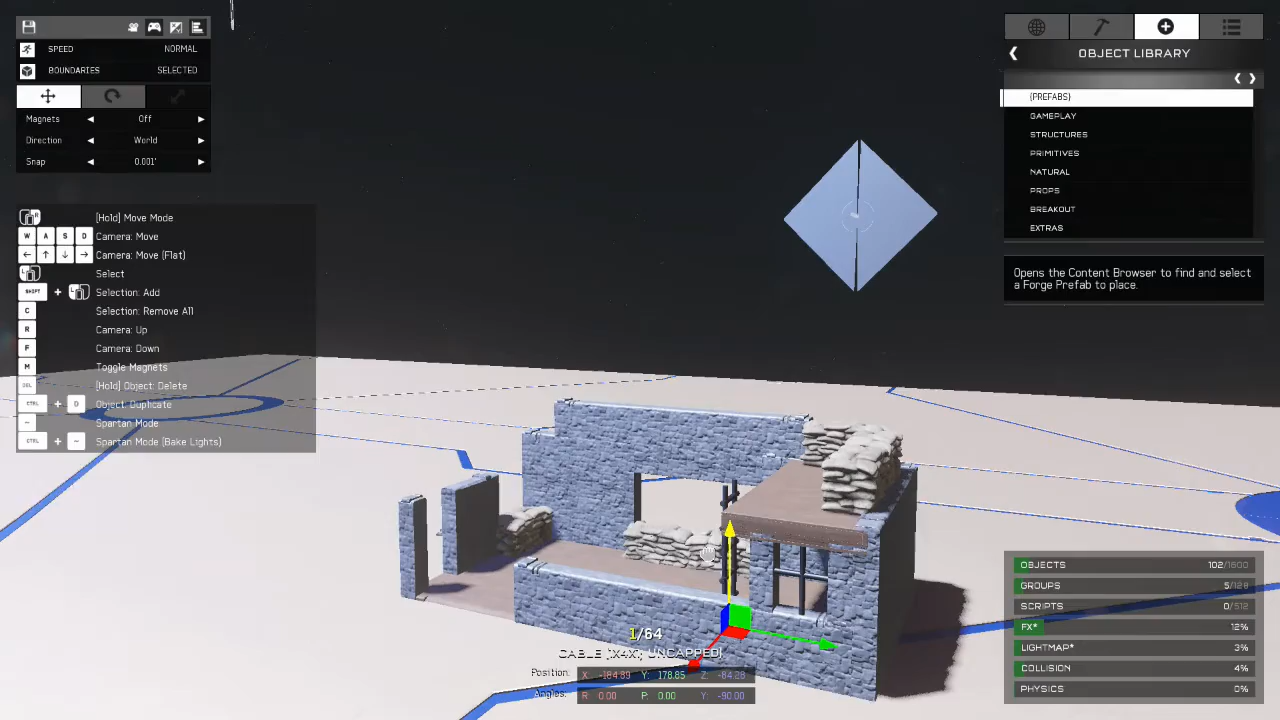 SPEED NORMAL
BOUNDARIES SELECTED
Magnets Off
Direction World
Snap 0.001'
R [Hold] Move Mode
W A S D Camera: Move
← ↑ ↓ → Camera: Move (Flat)
L Select
SHIFT + L Selection: Add
C Selection: Remove All
R Camera: Up
F Camera: Down
M Toggle Magnets
DEL [Hold] Object: Delete
CTRL + D Object: Duplicate
Spartan Mode
CTRL + Spartan Mode (Bake Lights)
OBJECT LIBRARY
{PREFABS}
GAMEPLAY
STRUCTURES
PRIMITIVES
NATURAL
PROPS
BREAKOUT
EXTRAS
Opens the Content Browser to find and select
a Forge Prefab to place.
1/64
CABLE [X4X; UNCAPPED]
Position: X: -184.89 Y: 178.85 Z: -84.28
Angles: R: 0.00 P: 0.00 Y: -90.00
OBJECTS 102/1600
GROUPS 5/128
SCRIPTS 0/512
FX* 12%
LIGHTMAP* 3%
COLLISION 4%
PHYSICS 0%